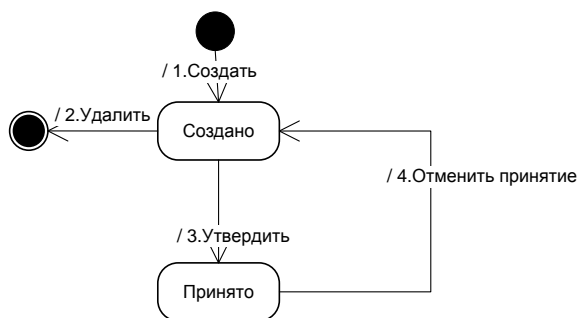 / 1.Создать
/ 2.Удалить
Создано
/ 4.Отменить принятие
/ 3.Утвердить
Принято